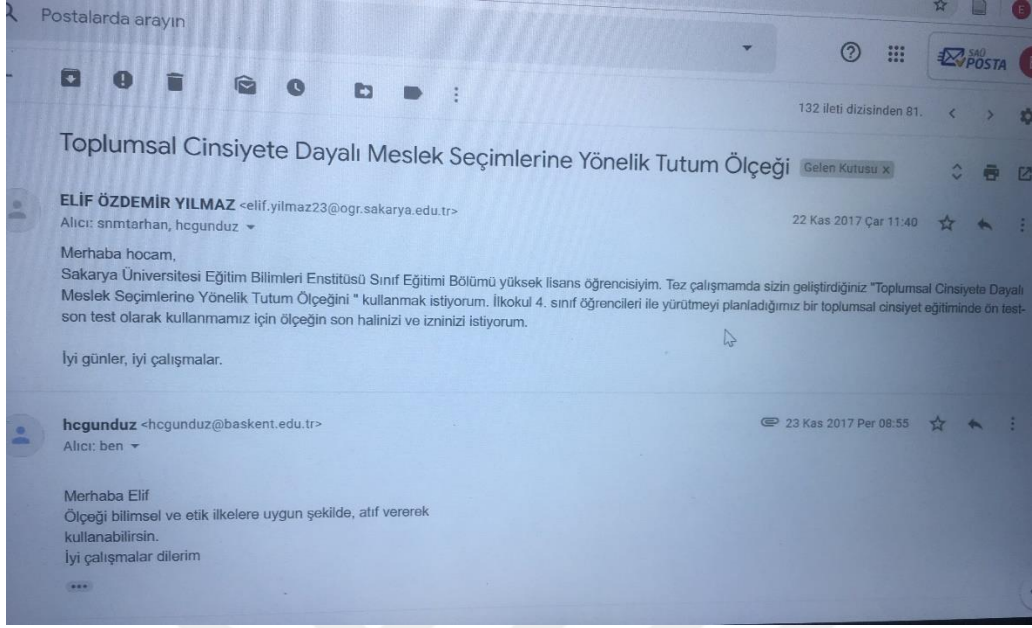 Postalarda arayın
SAÜ
POSTA
132 ileti dizisinden 81.
Toplumsal Cinsiyete Dayalı Meslek Seçimlerine Yönelik Tutum Ölçeği Gelen Kutusu x
ELİF ÖZDEMİR YILMAZ <elif.yilmaz23@ogr.sakarya.edu.tr>
22 Kas 2017 Çar 11:40
Alıcı: snmtarhan, hcgunduz
Merhaba hocam,
Sakarya Üniversitesi Eğitim Bilimleri Enstitüsü Sınıf Eğitimi Bölümü yüksek lisans öğrencisiyim. Tez çalışmamda sizin geliştirdiğiniz "Toplumsal Cinsiyete Dayalı
Meslek Seçimlerine Yönelik Tutum Ölçeğini " kullanmak istiyorum. İlkokul 4. sınıf öğrencileri ile yürütmeyi planladığımız bir toplumsal cinsiyet eğitiminde ön test-
son test olarak kullanmamız için ölçeğin son halinizi ve izninizi istiyorum.
İyi günler, iyi çalışmalar.
hcgunduz <hcgunduz@baskent.edu.tr>
23 Kas 2017 Per 08:55
Alıcı: ben
Merhaba Elif
Ölçeği bilimsel ve etik ilkelere uygun şekilde, atıf vererek
kullanabilirsin.
İyi çalışmalar dilerim